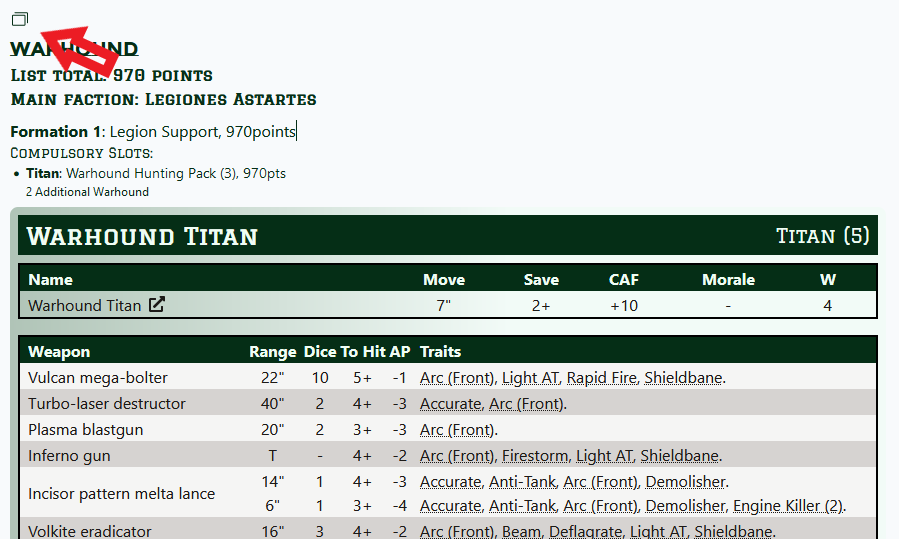 WARHOUND
LIST TOTAL: 970 POINTS
MAIN FACTION: LEGIONES ASTARTES
Formation 1: Legion Support, 970points
COMPULSORY SLOTS:
• Titan: Warhound Hunting Pack (3), 970pts
2 Additional Warhound
WARHOUND TITAN TITAN (5)
Name Move Save CAF Morale W
Warhound Titan 7" 2+ +10 - 4
Weapon Range Dice To Hit AP Traits
Vulcan mega-bolter 22" 10 5+ -1 Arc (Front), Light AT, Rapid Fire, Shieldbane.
Turbo-laser destructor 40" 2 4+ -3 Accurate, Arc (Front).
Plasma blastgun 20" 2 3+ -3 Arc (Front).
Inferno gun T - 4+ -2 Arc (Front), Firestorm, Light AT, Shieldbane.
Incisor pattern melta lance 14" 1 4+ -3 Accurate, Anti-Tank, Arc (Front), Demolisher.
6" 1 3+ -4 Accurate, Anti-Tank, Arc (Front), Demolisher, Engine Killer (2).
Volkite eradicator 16" 3 4+ -2 Arc (Front), Beam, Deflagrate, Light AT, Shieldbane.